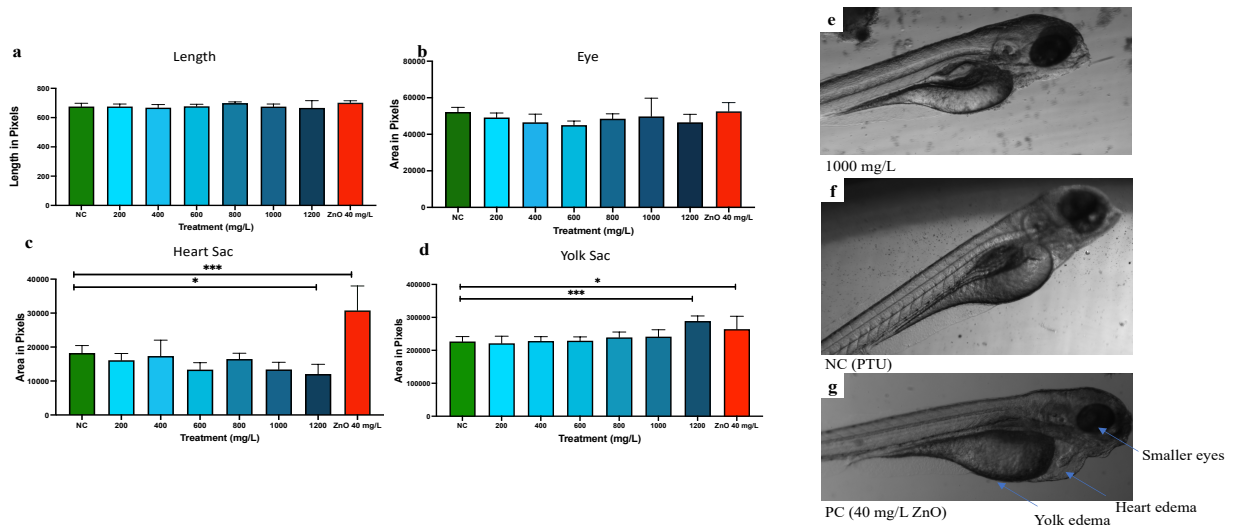 a
Length
Length in Pixels
800
600
400
200
0
NC 200 400 600 800 1000 1200 ZnO 40 mg/L
Treatment (mg/L)
b
Eye
Area in Pixels
80000
60000
40000
20000
0
NC 200 400 600 800 1000 1200 ZnO 40 mg/L
Treatment (mg/L)
c
Heart Sac
***
*
Area in Pixels
40000
30000
20000
10000
0
NC 200 400 600 800 1000 1200 ZnO 40 mg/L
Treatment (mg/L)
d
Yolk Sac
*
***
Area in Pixels
400000
300000
200000
100000
0
NC 200 400 600 800 1000 1200 ZnO 40 mg/L
Treatment (mg/L)
e
1000 mg/L
f
NC (PTU)
g
Smaller eyes
Heart edema
Yolk edema
PC (40 mg/L ZnO)